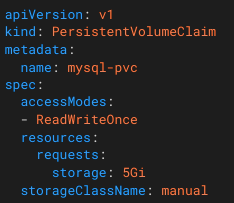 apiVersion: v1
kind: PersistentVolumeClaim
metadata:
  name: mysql-pvc
spec:
  accessModes:
  - ReadWriteOnce
  resources:
    requests:
      storage: 5Gi
  storageClassName: manual